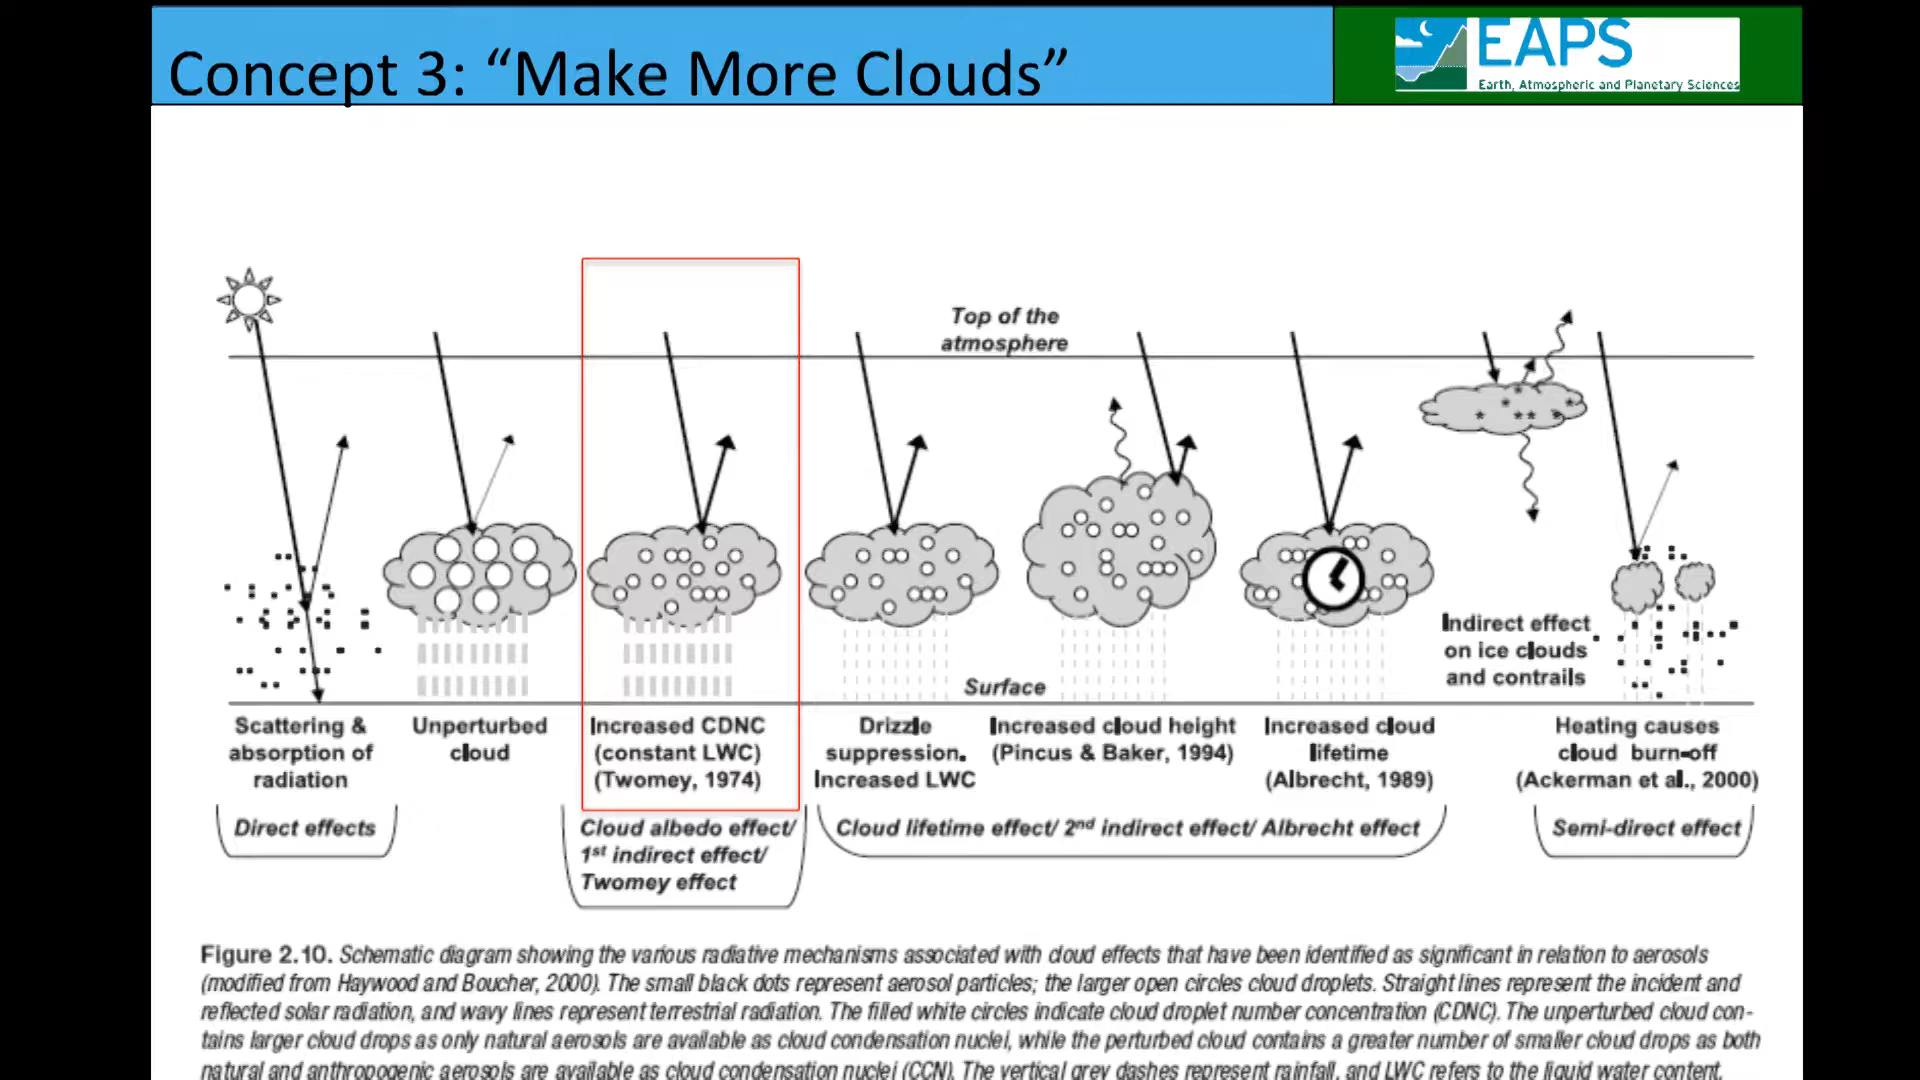 Concept 3: “Make More Clouds”
EAPS
Earth, Atmospheric and Planetary Sciences
Top of the
atmosphere
Surface
Scattering &
absorption of
radiation
Unperturbed
cloud
Increased CDNC
(constant LWC)
(Twomey, 1974)
Drizzle
suppression.
Increased LWC
Increased cloud height
(Pincus & Baker, 1994)
Increased cloud
lifetime
(Albrecht, 1989)
Indirect effect
on ice clouds
and contrails
Heating causes
cloud burn-off
(Ackerman et al., 2000)
Direct effects
Cloud albedo effect/
1st indirect effect/
Twomey effect
Cloud lifetime effect/ 2nd indirect effect/ Albrecht effect
Semi-direct effect
Figure 2.10. Schematic diagram showing the various radiative mechanisms associated with cloud effects that have been identified as significant in relation to aerosols
(modified from Haywood and Boucher, 2000). The small black dots represent aerosol particles; the larger open circles cloud droplets. Straight lines represent the incident and
reflected solar radiation, and wavy lines represent terrestrial radiation. The filled white circles indicate cloud droplet number concentration (CDNC). The unperturbed cloud con-
tains larger cloud drops as only natural aerosols are available as cloud condensation nuclei, while the perturbed cloud contains a greater number of smaller cloud drops as both
natural and anthropogenic aerosols are available as cloud condensation nuclei (CCN). The vertical grey dashes represent rainfall, and LWC refers to the liquid water content.